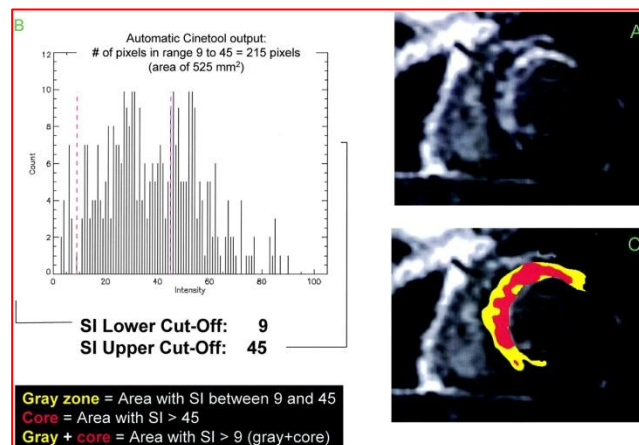 B
Automatic Cinetool output:
# of pixels in range 9 to 45 = 215 pixels
(area of 525 mm²)
12
10
8
6
4
2
0
Count
0 20 40 60 80 100
Intensity
SI Lower Cut-Off: 9
SI Upper Cut-Off: 45
Gray zone = Area with SI between 9 and 45
Core = Area with SI > 45
Gray + core = Area with SI > 9 (gray+core)
A
C